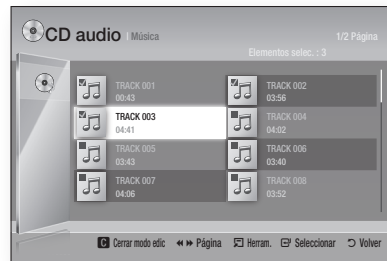 CD audio | Música 1/2 Página
Elementos selec. : 3
TRACK 001 TRACK 002
00:43 03:56
TRACK 003 TRACK 004
04:41 04:02
TRACK 005 TRACK 006
03:43 03:40
TRACK 007 TRACK 008
04:06 03:52
C Cerrar modo edic Página Herram. Seleccionar Volver